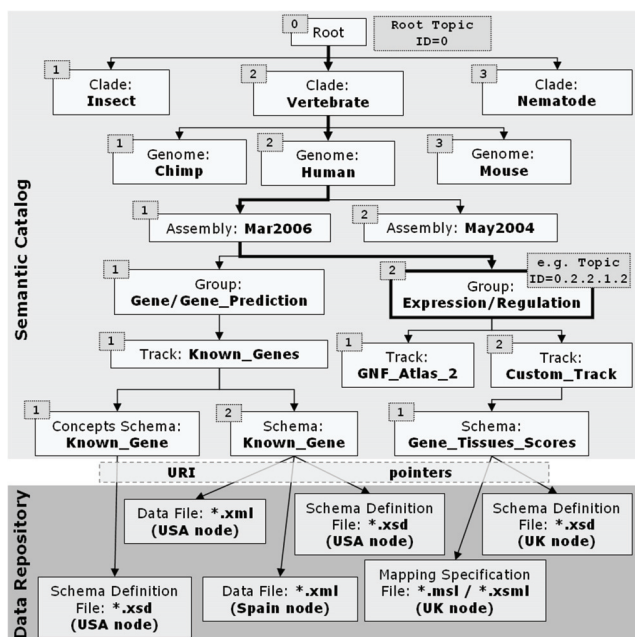 0
Root
Root Topic
ID=0
1
Clade:
Insect
2
Clade:
Vertebrate
3
Clade:
Nematode
1
Genome:
Chimp
2
Genome:
Human
3
Genome:
Mouse
1
Assembly: Mar2006
2
Assembly: May2004
1
Group:
Gene/Gene_Prediction
2
Group:
Expression/Regulation
e.g. Topic
ID=0.2.2.1.2
1
Track: Known_Genes
1
Track:
GNF_Atlas_2
2
Track:
Custom_Track
1
Concepts Schema:
Known_Gene
2
Schema:
Known_Gene
1
Schema:
Gene_Tissues_Scores
Semantic Catalog
URI pointers
Data Repository
Data File: *.xml
(USA node)
Schema Definition
File: *.xsd
(USA node)
Schema Definition
File: *.xsd
(UK node)
Schema Definition
File: *.xsd
(USA node)
Data File: *.xml
(Spain node)
Mapping Specification
File: *.msl / *.xsml
(UK node)